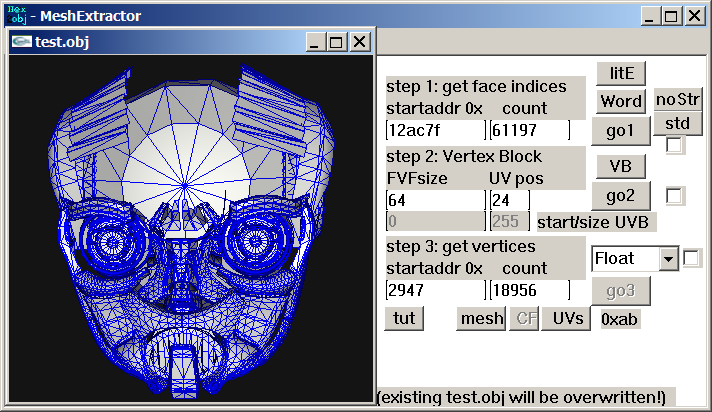 Hex
obj - MeshExtractor
test.obj
litE
step 1: get face indices
startaddr 0x count
Word
noStr
12ac7f 61197
go1
std
step 2: Vertex Block
FVFsize UV pos
VB
64 24
go2
0 255 start/size UVB
step 3: get vertices
startaddr 0x count
Float
2947 18956
go3
tut mesh CF UVs 0xab
(existing test.obj will be overwritten!)